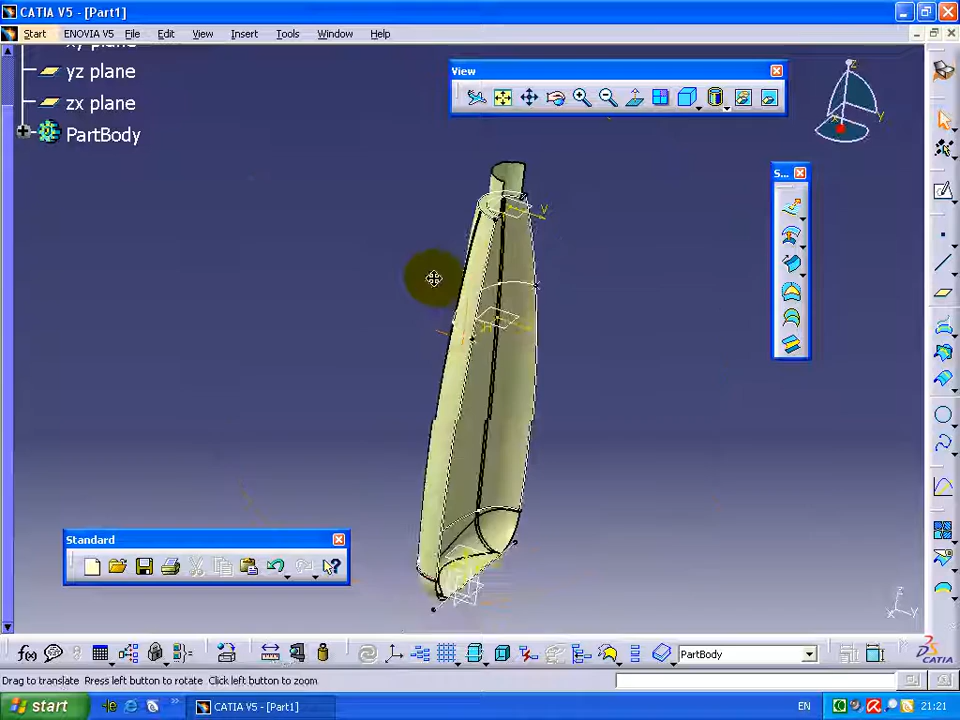 CATIA V5 - [Part1]
Start ENOVIA V5 File Edit View Insert Tools Window Help
yz plane
zx plane
PartBody
View
S...
Standard
z
y
x
y
f(x)
PartBody
z
x
y
CATIA
Drag to translate Press left button to rotate Click left button to zoom.
start
CATIA V5 - [Part1]
EN
21:21